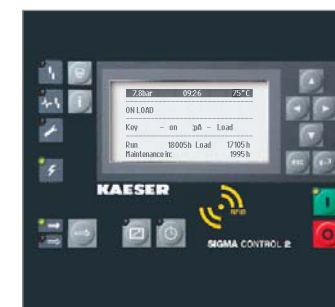 7.8bar 09:26 75°C
ON LOAD
Key - on :pA - Load
Run 18005h Load 17105h
Maintenance in: 1995h
KAESER
RFID
SIGMA CONTROL 2